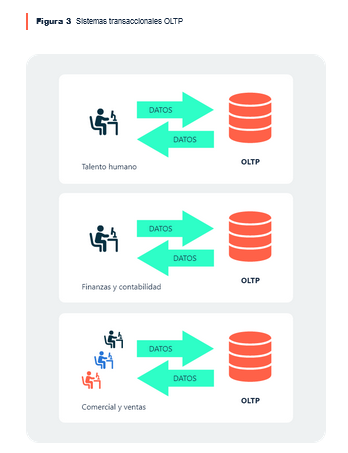 Figura 3 Sistemas transaccionales OLTP
DATOS
DATOS
Talento humano
OLTP
DATOS
DATOS
Finanzas y contabilidad
OLTP
DATOS
DATOS
Comercial y ventas
OLTP